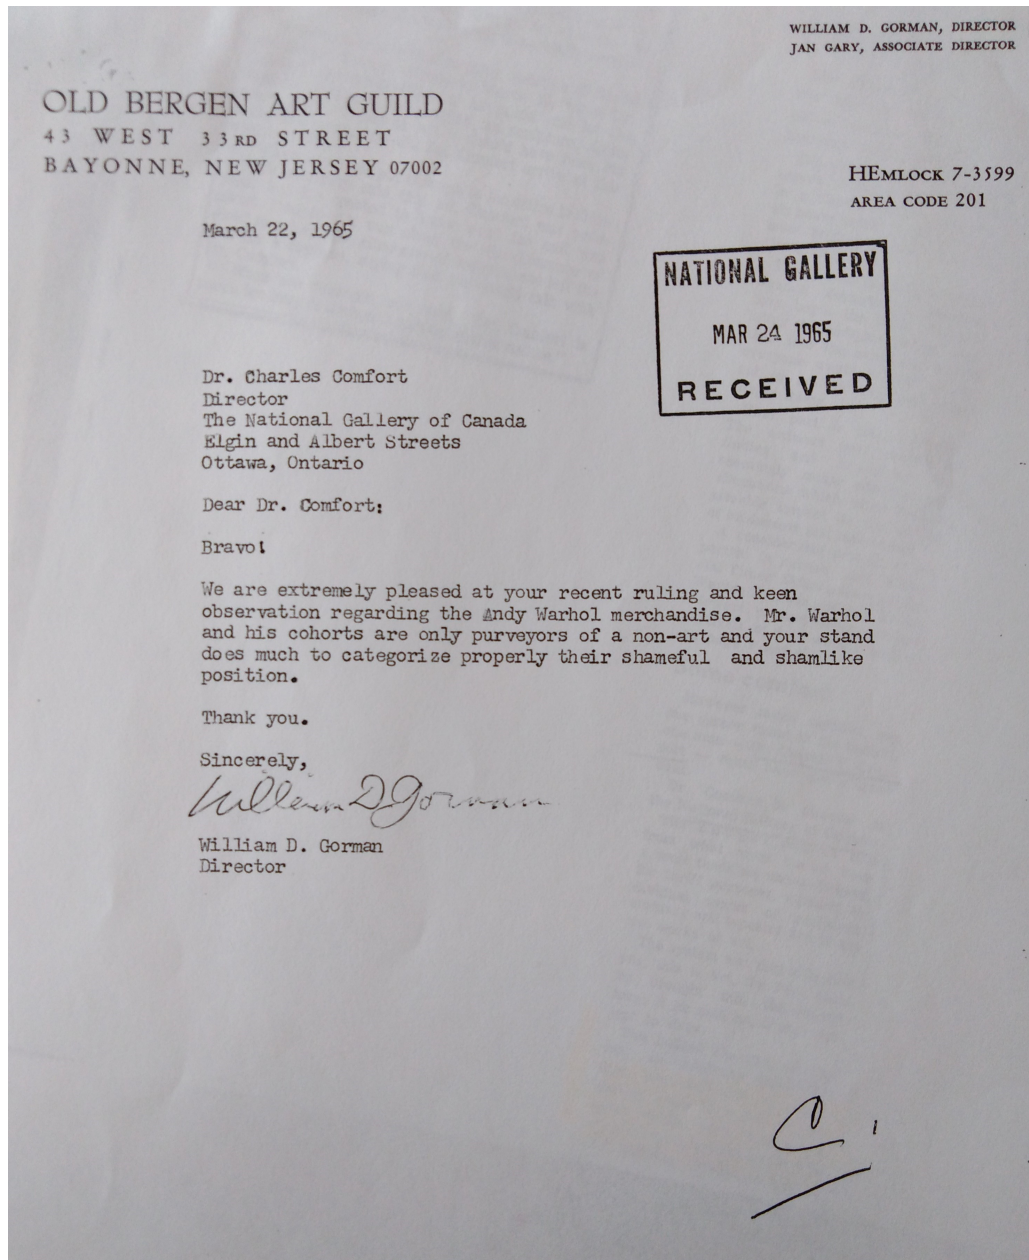 WILLIAM D. GORMAN, DIRECTOR
JAN GARY, ASSOCIATE DIRECTOR
OLD BERGEN ART GUILD
43 WEST 33RD STREET
BAYONNE, NEW JERSEY 07002
HEMLOCK 7-3599
AREA CODE 201
March 22, 1965
NATIONAL GALLERY
MAR 24 1965
RECEIVED
Dr. Charles Comfort
Director
The National Gallery of Canada
Elgin and Albert Streets
Ottawa, Ontario
Dear Dr. Comfort:
Bravo!
We are extremely pleased at your recent ruling and keen
observation regarding the Andy Warhol merchandise. Mr. Warhol
and his cohorts are only purveyors of a non-art and your stand
does much to categorize properly their shameful and shamlike
position.
Thank you.
Sincerely,
William D Gorman
William D. Gorman
Director
C.